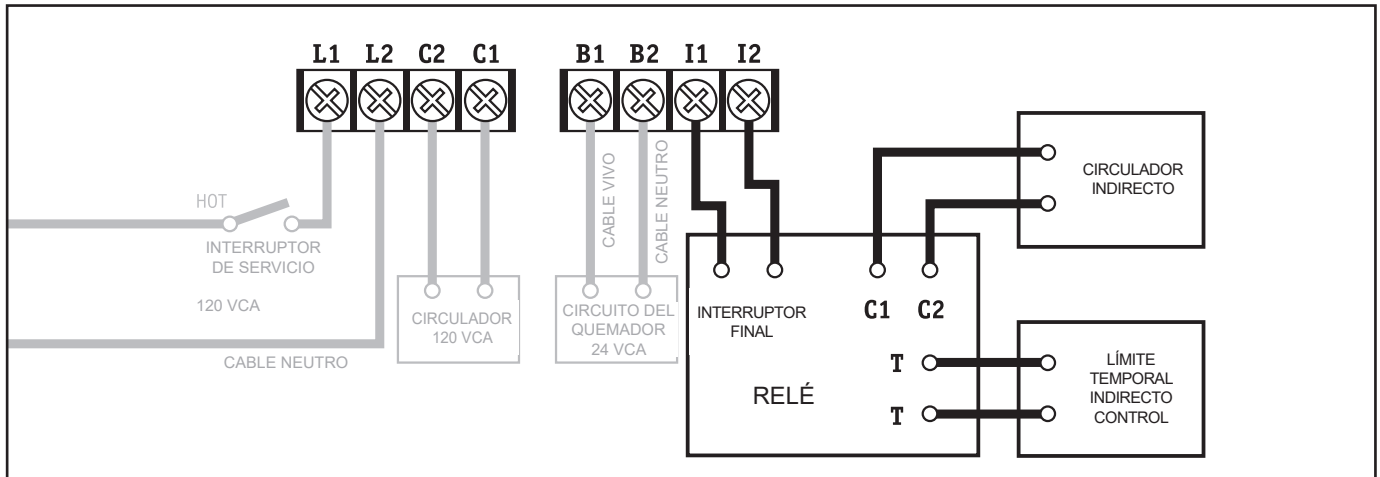 L1 L2 C2 C1 B1 B2 I1 I2
HOT
INTERRUPTOR
DE SERVICIO
120 VCA
CABLE NEUTRO
CIRCULADOR
120 VCA
CABLE VIVO
CABLE NEUTRO
CIRCUITO DEL
QUEMADOR
24 VCA
INTERRUPTOR
FINAL
C1 C2
T
T
RELÉ
CIRCULADOR
INDIRECTO
LÍMITE
TEMPORAL
INDIRECTO
CONTROL